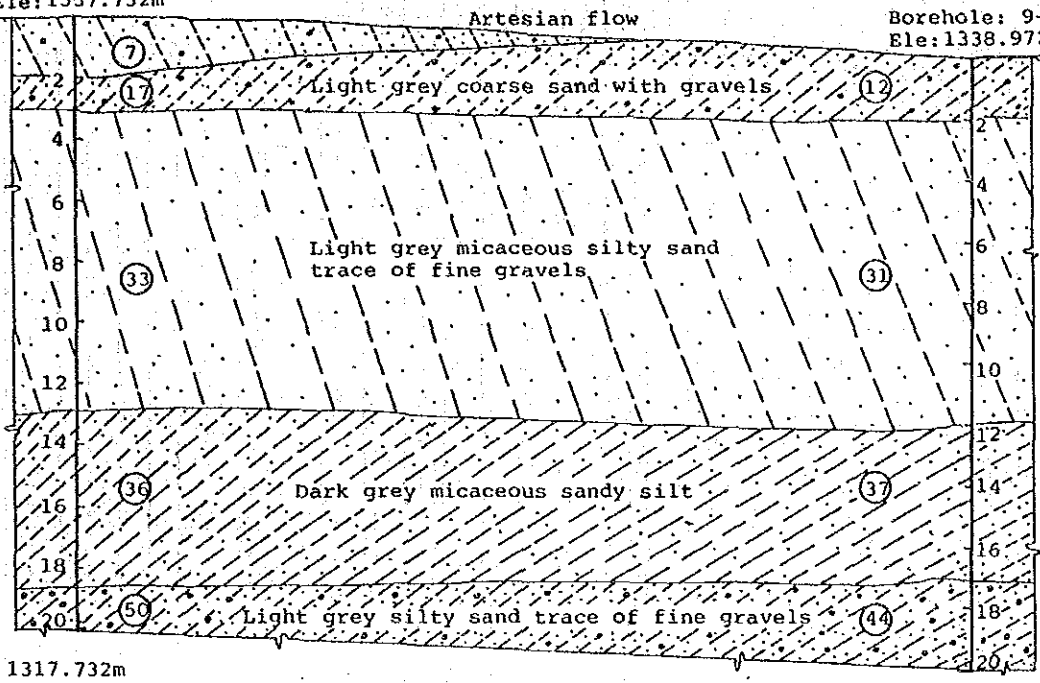 Ele:1337.732m
Artesian flow
Borehole: 9-
Ele:1338.97
7
2
17
Light grey coarse sand with gravels
12
4
2
6
4
Light grey micaceous silty sand
trace of fine gravels
6
8
33
31
8
10
10
12
12
14
36
Dark grey micaceous sandy silt
37
14
16
16
18
50
Light grey silty sand trace of fine gravels
44
18
20
20
1317.732m